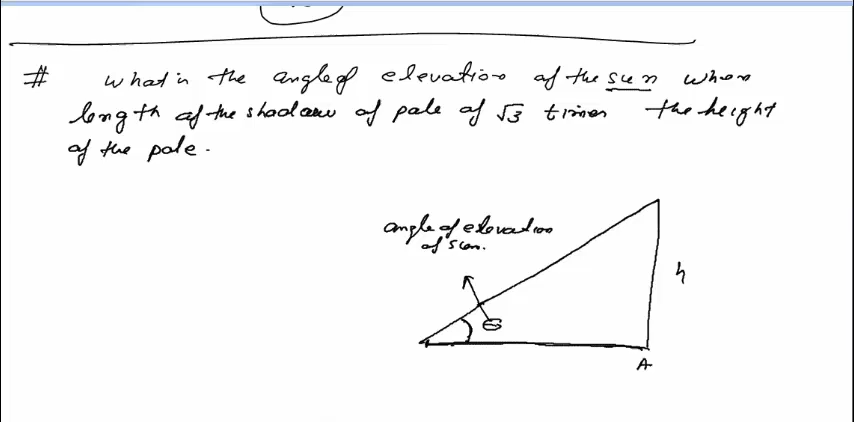 # what is the angle of elevation of the sun when
length of the shadow of pole of √3 times the height
of the pole.
angle of elevation
of sun.
θ
h
A